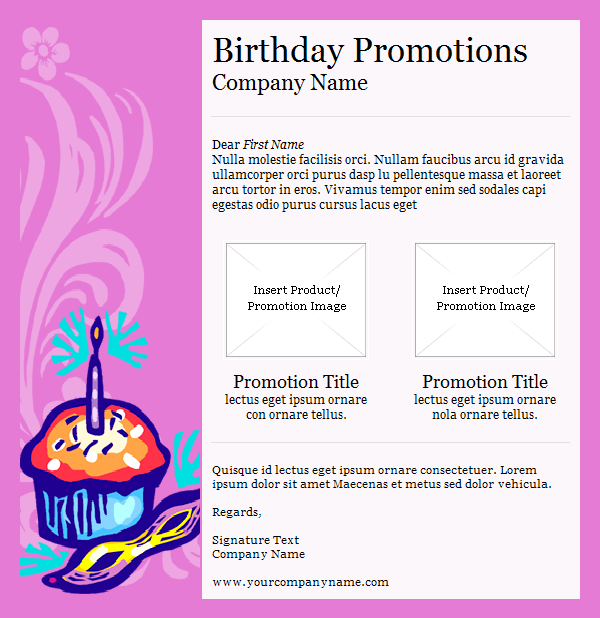 Birthday Promotions
Company Name
Dear First Name
Nulla molestie facilisis orci. Nullam faucibus arcu id gravida
ullamcorper orci purus dasp lu pellentesque massa et laoreet
arcu tortor in eros. Vivamus tempor enim sed sodales capi
egestas odio purus cursus lacus eget
Insert Product/
Promotion Image
Promotion Title
lectus eget ipsum ornare
con ornare tellus.
Insert Product/
Promotion Image
Promotion Title
lectus eget ipsum ornare
nola ornare tellus.
Quisque id lectus eget ipsum ornare consectetuer. Lorem
ipsum dolor sit amet Maecenas et metus sed dolor vehicula.
Regards,
Signature Text
Company Name
www.yourcompanyname.com